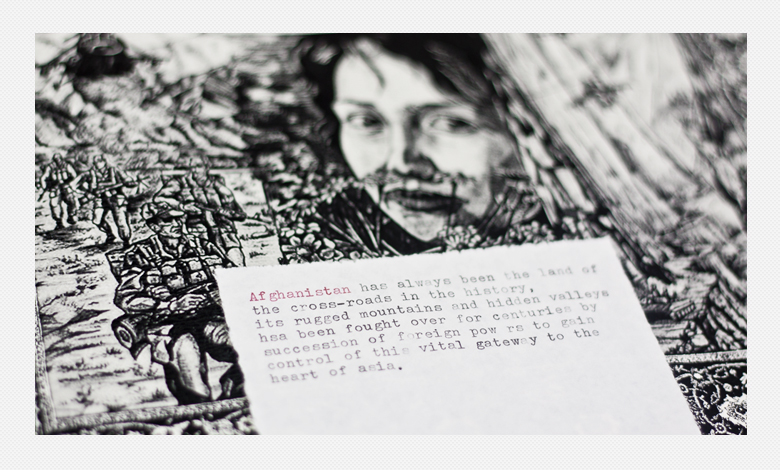 Afghanistan has always been the land of
the cross-roads in the history,
its rugged mountains and hidden valleys
hsa been fought over for centuries by
succession of foreign pow rs to gain
control of this vital gateway to the
heart of asia.